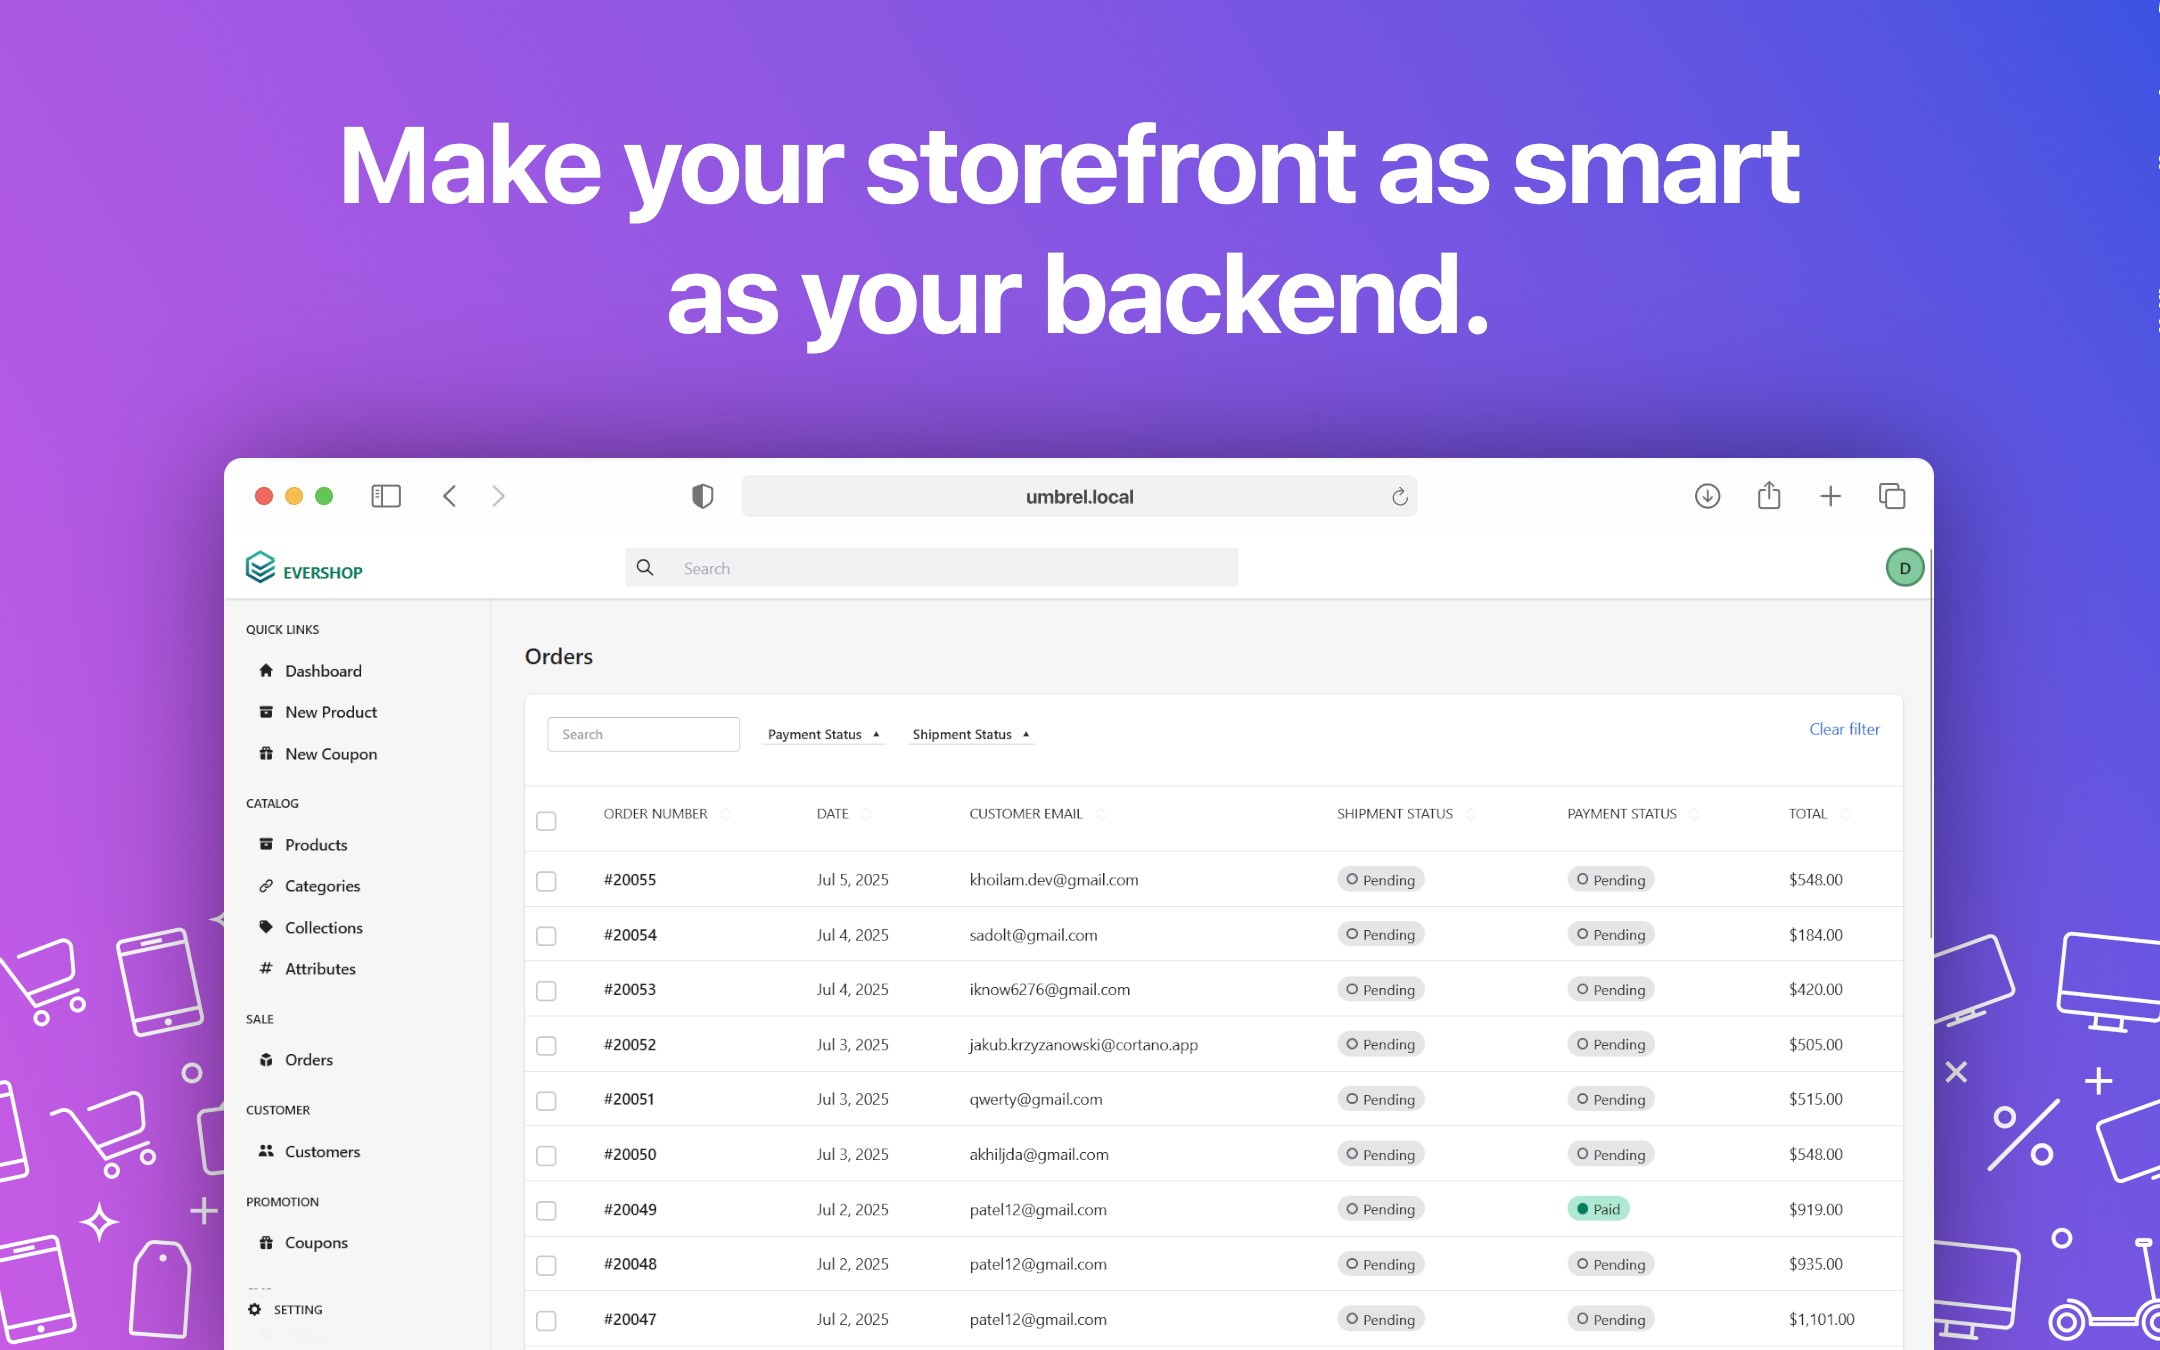 Make your storefront as smart
as your backend.
umbrel.local
EVERSHOP
Search
D
QUICK LINKS
Dashboard
New Product
New Coupon
CATALOG
Products
Categories
Collections
Attributes
SALE
Orders
CUSTOMER
Customers
PROMOTION
Coupons
SETTING
Orders
Search Payment Status Shipment Status Clear filter
ORDER NUMBER DATE CUSTOMER EMAIL SHIPMENT STATUS PAYMENT STATUS TOTAL
#20055 Jul 5, 2025 khoilam.dev@gmail.com Pending Pending $548.00
#20054 Jul 4, 2025 sadolt@gmail.com Pending Pending $184.00
#20053 Jul 4, 2025 iknow6276@gmail.com Pending Pending $420.00
#20052 Jul 3, 2025 jakub.krzyzanowski@cortano.app Pending Pending $505.00
#20051 Jul 3, 2025 qwerty@gmail.com Pending Pending $515.00
#20050 Jul 3, 2025 akhiljda@gmail.com Pending Pending $548.00
#20049 Jul 2, 2025 patel12@gmail.com Pending Paid $919.00
#20048 Jul 2, 2025 patel12@gmail.com Pending Pending $935.00
#20047 Jul 2, 2025 patel12@gmail.com Pending Pending $1,101.00